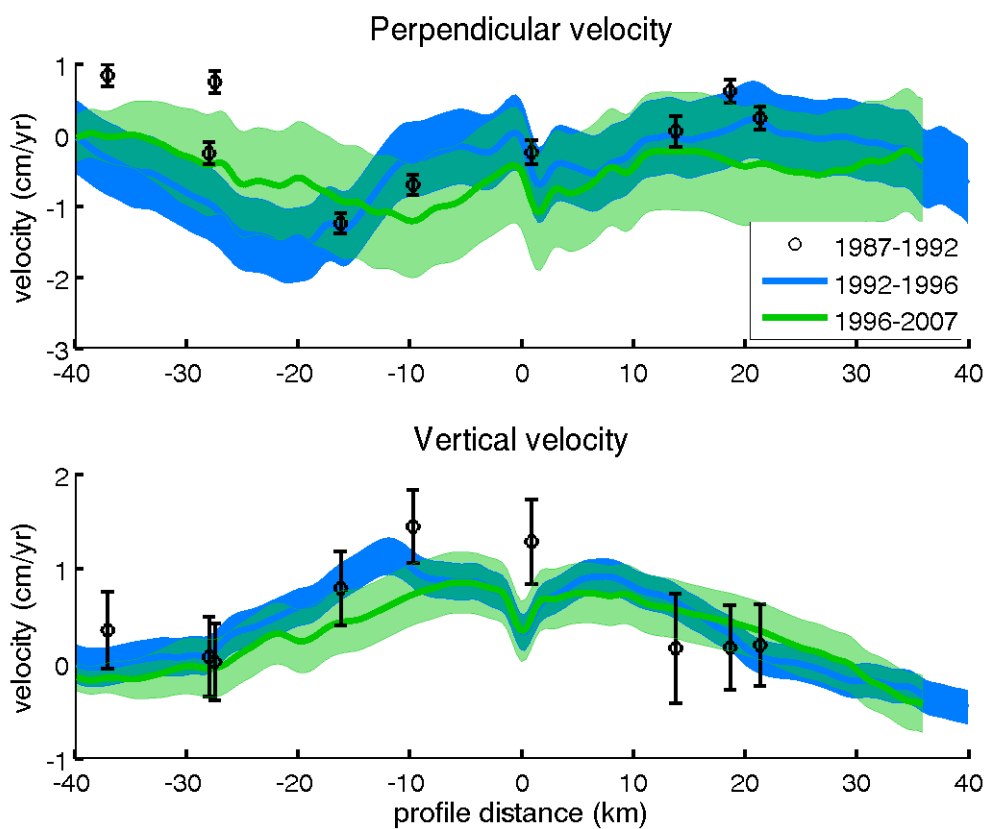 Perpendicular velocity
velocity (cm/yr)
1
0
-1
-2
-3
-40 -30 -20 -10 0 10 20 30 40
1987-1992
1992-1996
1996-2007
Vertical velocity
velocity (cm/yr)
2
1
0
-1
-40 -30 -20 -10 0 10 20 30 40
profile distance (km)